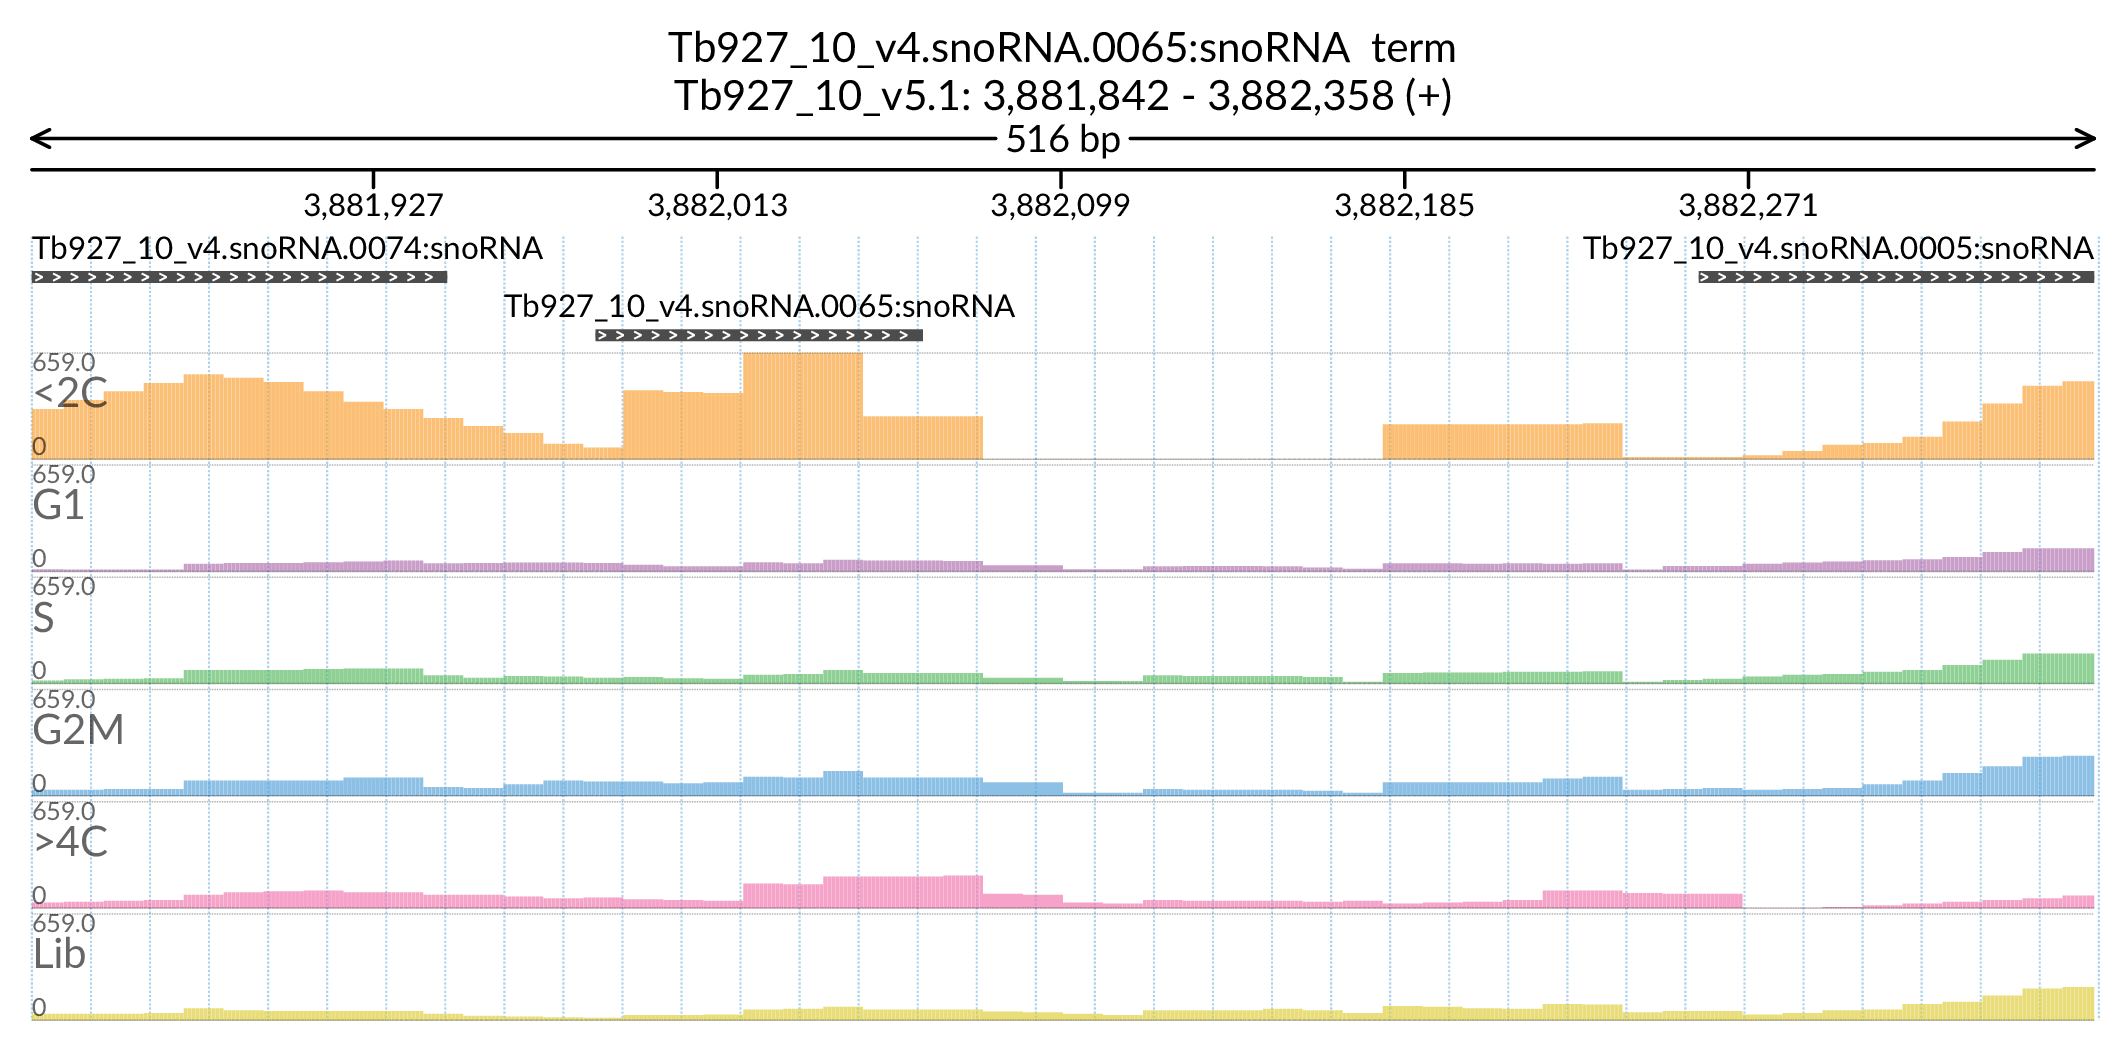 Tb927_10_v4.snoRNA.0065:snoRNA term
Tb927_10_v5.1: 3,881,842 - 3,882,358 (+)
516 bp
3,881,927 3,882,013 3,882,099 3,882,185 3,882,271
Tb927_10_v4.snoRNA.0074:snoRNA Tb927_10_v4.snoRNA.0005:snoRNA
Tb927_10_v4.snoRNA.0065:snoRNA
659.0
<2C
0
659.0
G1
0
659.0
S
0
659.0
G2M
0
659.0
>4C
0
659.0
Lib
0